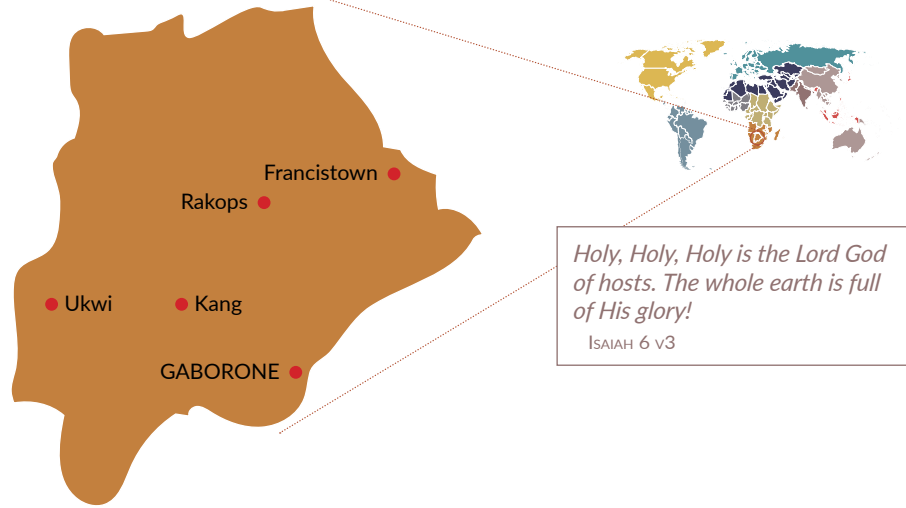 Francistown
Rakops
Ukwi
Kang
GABORONE
Holy, Holy, Holy is the Lord God
of hosts. The whole earth is full
of His glory!
Isaiah 6 v3